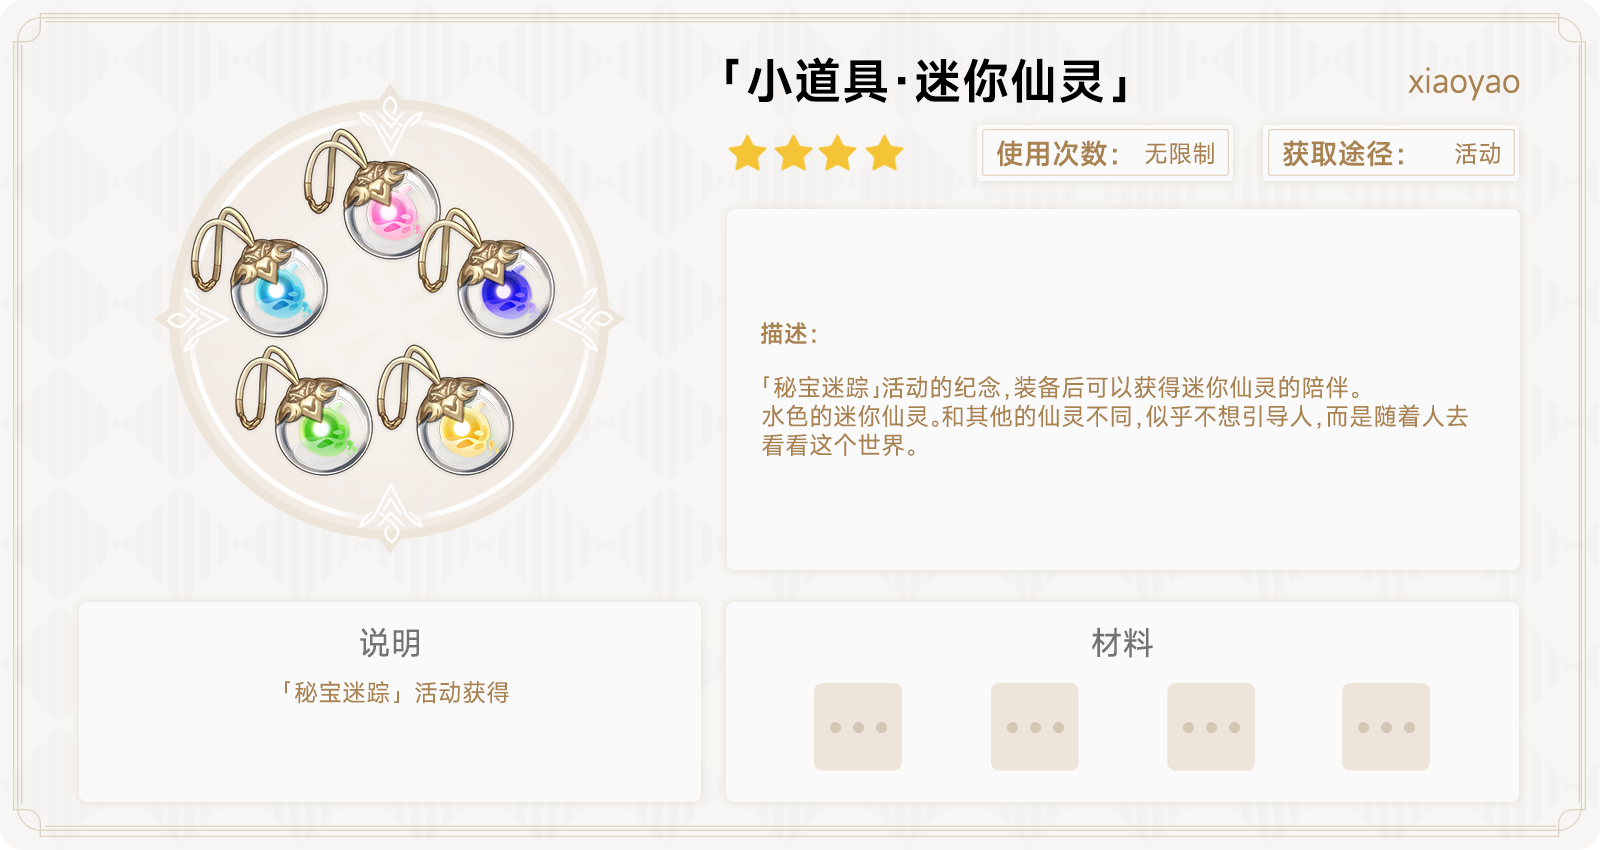 「小道具·迷你仙灵」
xiaoyao
使用次数： 无限制
获取途径： 活动
描述：
「秘宝迷踪」活动的纪念,装备后可以获得迷你仙灵的陪伴。
水色的迷你仙灵。和其他的仙灵不同,似乎不想引导人,而是随着人去
看看这个世界。
说明
「秘宝迷踪」活动获得
材料